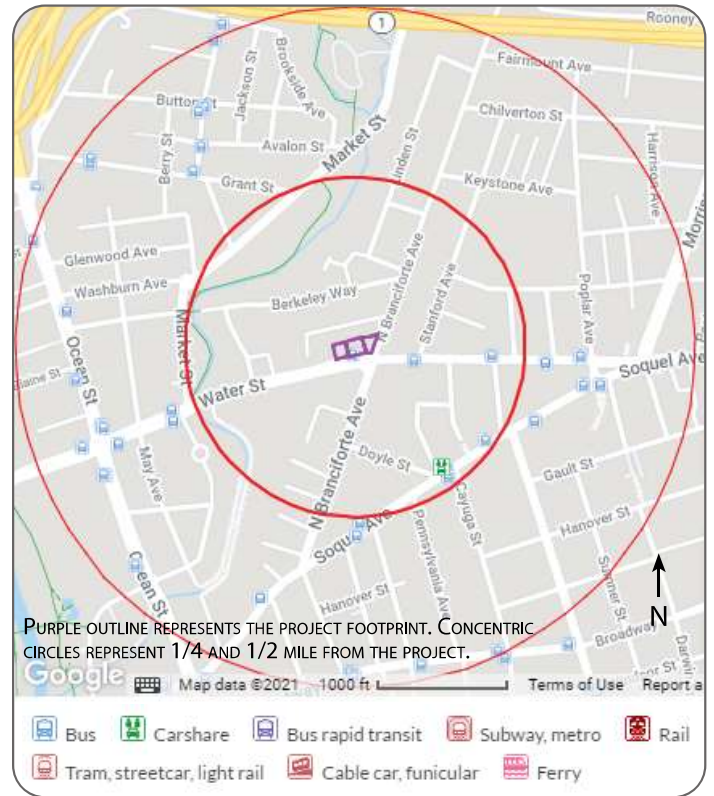 1
Rooney
Fairmount Ave
Jackson St
Brookside Ave
Button St
Chilverton St
Market St
Linden St
Harrison Ave
Berry St
Avalon St
Grant St
Keystone Ave
Morri
Glenwood Ave
N Branciforte Ave
Stanford Ave
Washburn Ave
Berkeley Way
Poplar Ave
Market St
Ocean St
Soquel Ave
Blaine St
Water St
May Ave
N Branciforte Ave
Doyle St
Gault St
Cayuga St
Hanover St
Soquel Ave
Pennsylvania Ave
Ocean St
Sumner St
Hanover St
N
Broadway
Darwin
PURPLE OUTLINE REPRESENTS THE PROJECT FOOTPRINT. CONCENTRIC
CIRCLES REPRESENT 1/4 AND 1/2 MILE FROM THE PROJECT.
Google
Map data ©2021
1000 ft
Terms of Use
Report a
Bus
Carshare
Bus rapid transit
Subway, metro
Rail
Tram, streetcar, light rail
Cable car, funicular
Ferry